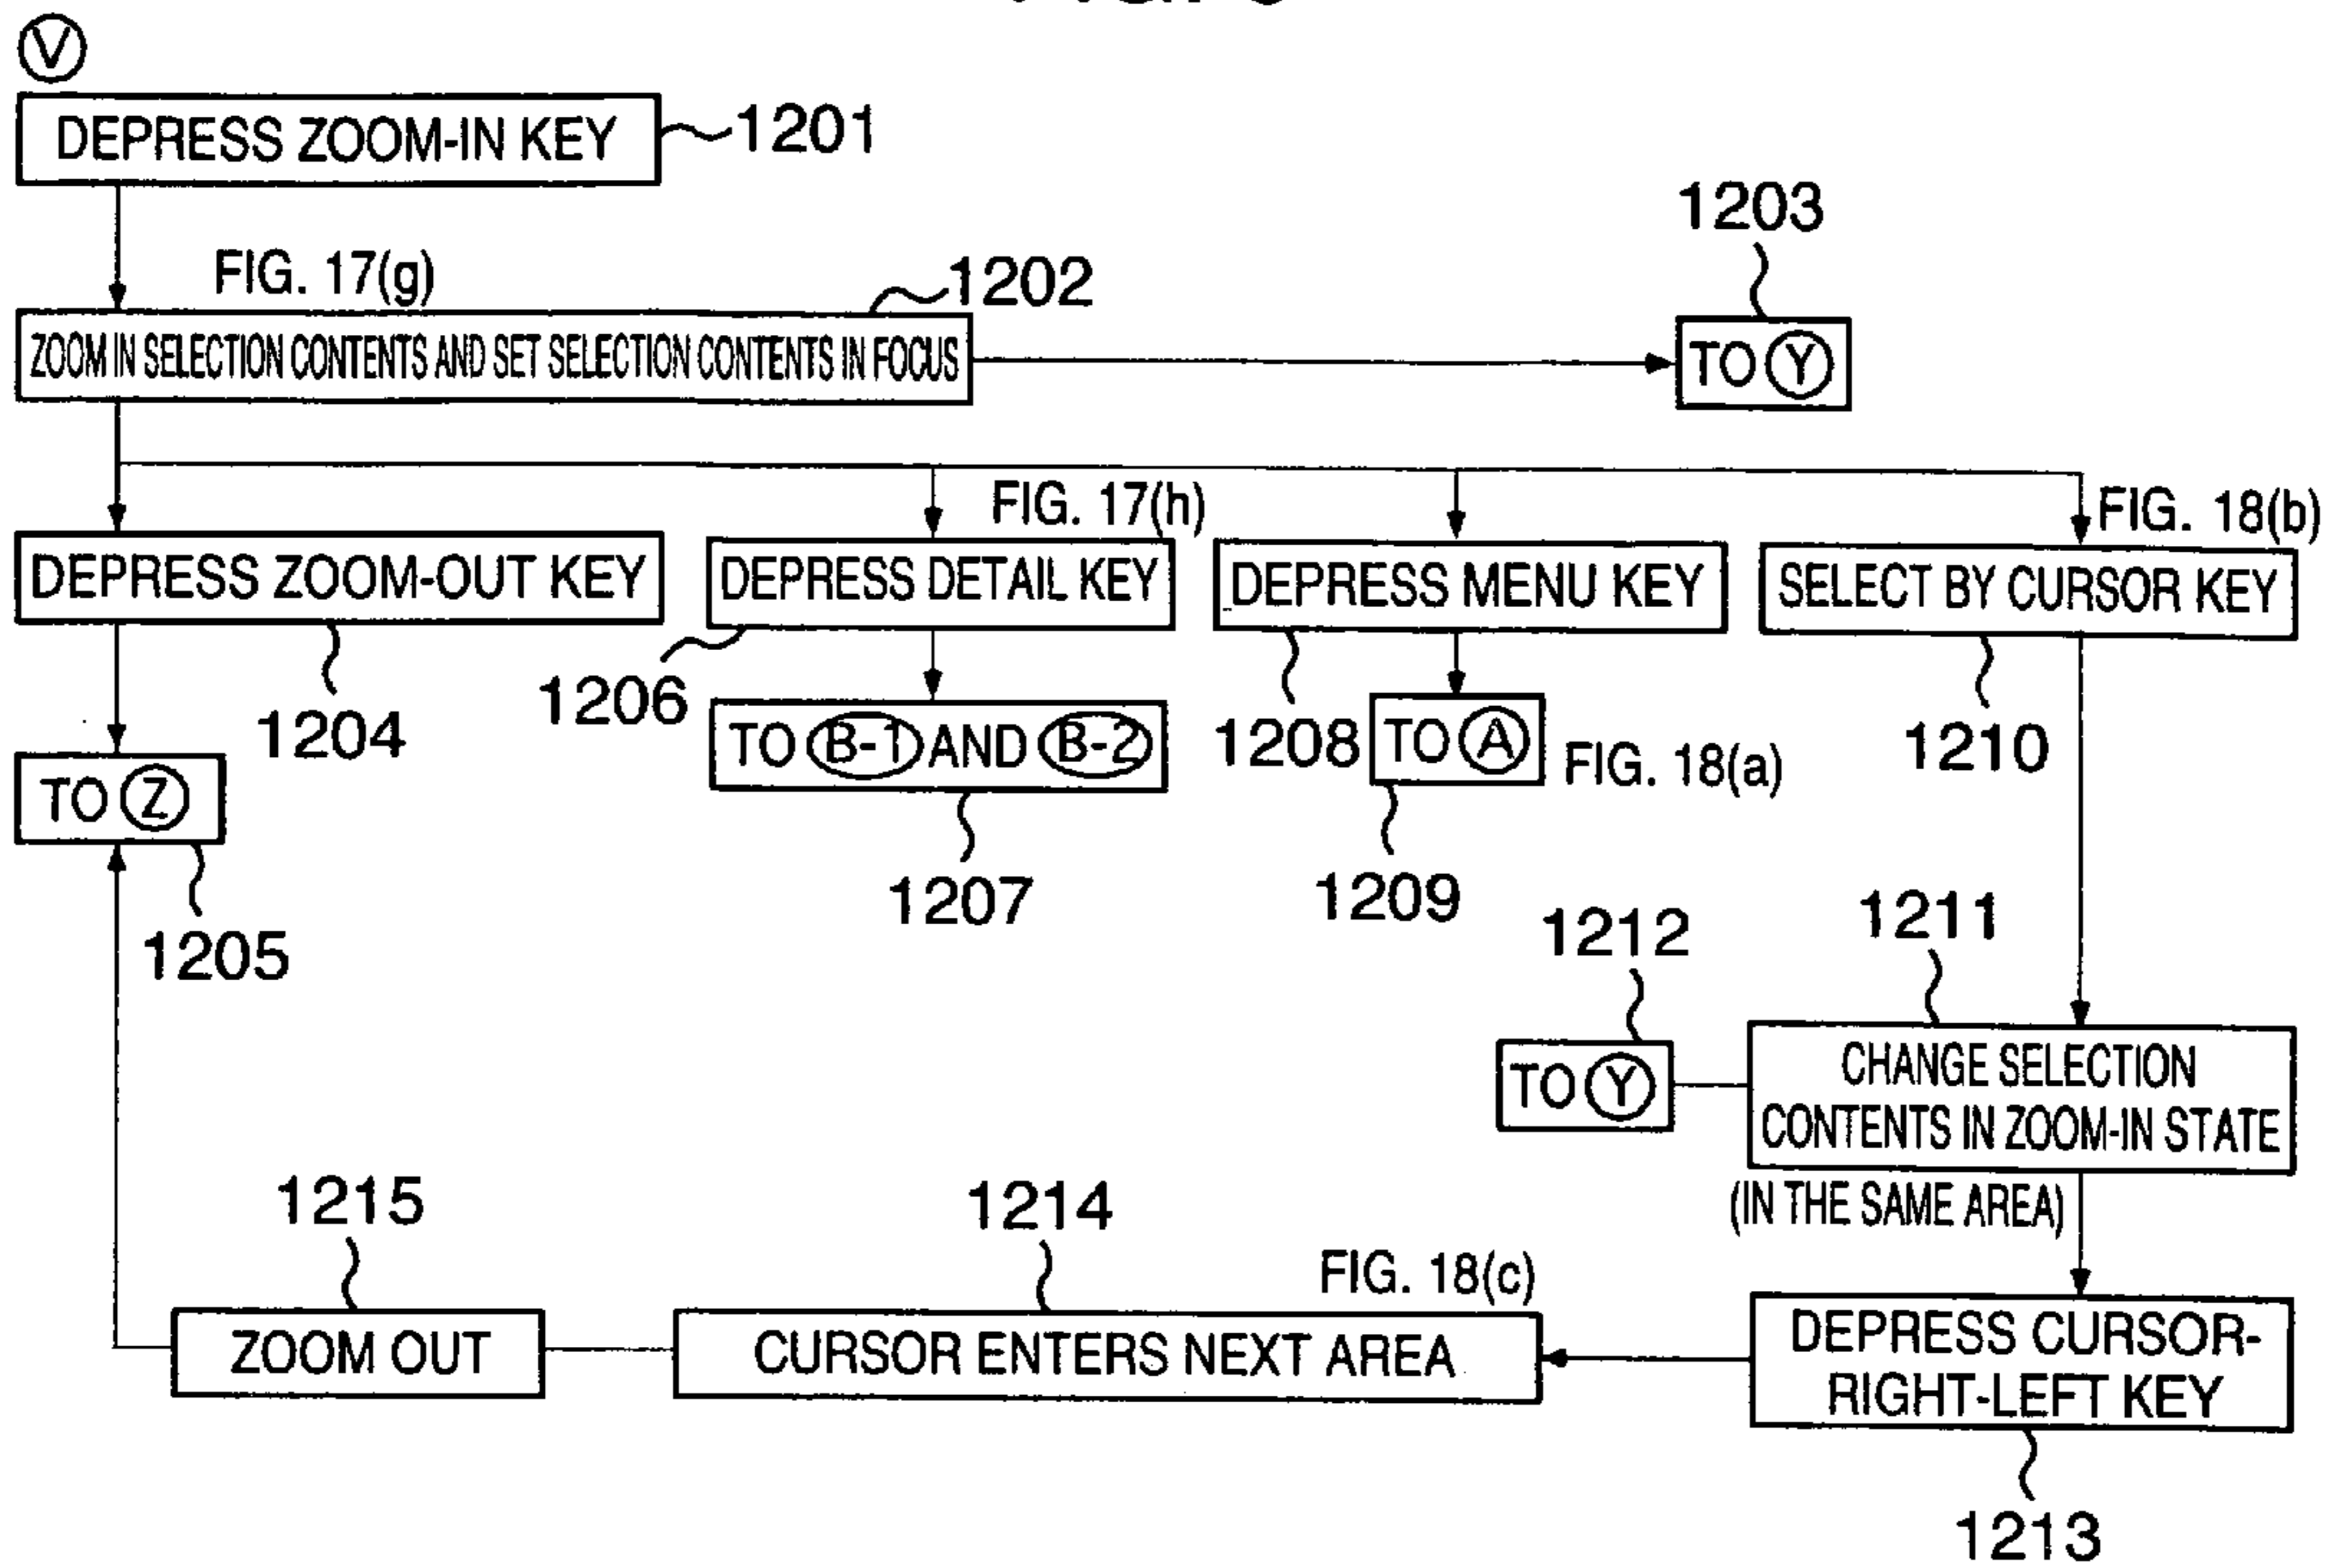 V
DEPRESS ZOOM-IN KEY
1201
1203
FIG. 17(g)
1202
ZOOM IN SELECTION CONTENTS AND SET SELECTION CONTENTS IN FOCUS
TO Y
FIG. 17(h)
FIG. 18(b)
DEPRESS ZOOM-OUT KEY
DEPRESS DETAIL KEY
DEPRESS MENU KEY
SELECT BY CURSOR KEY
1204
1206
1208
1210
TO Z
TO B-1 AND B-2
TO A
FIG. 18(a)
1205
1207
1209
1212
1211
TO Y
CHANGE SELECTION
CONTENTS IN ZOOM-IN STATE
(IN THE SAME AREA)
1215
1214
FIG. 18(c)
ZOOM OUT
CURSOR ENTERS NEXT AREA
DEPRESS CURSOR-
RIGHT-LEFT KEY
1213